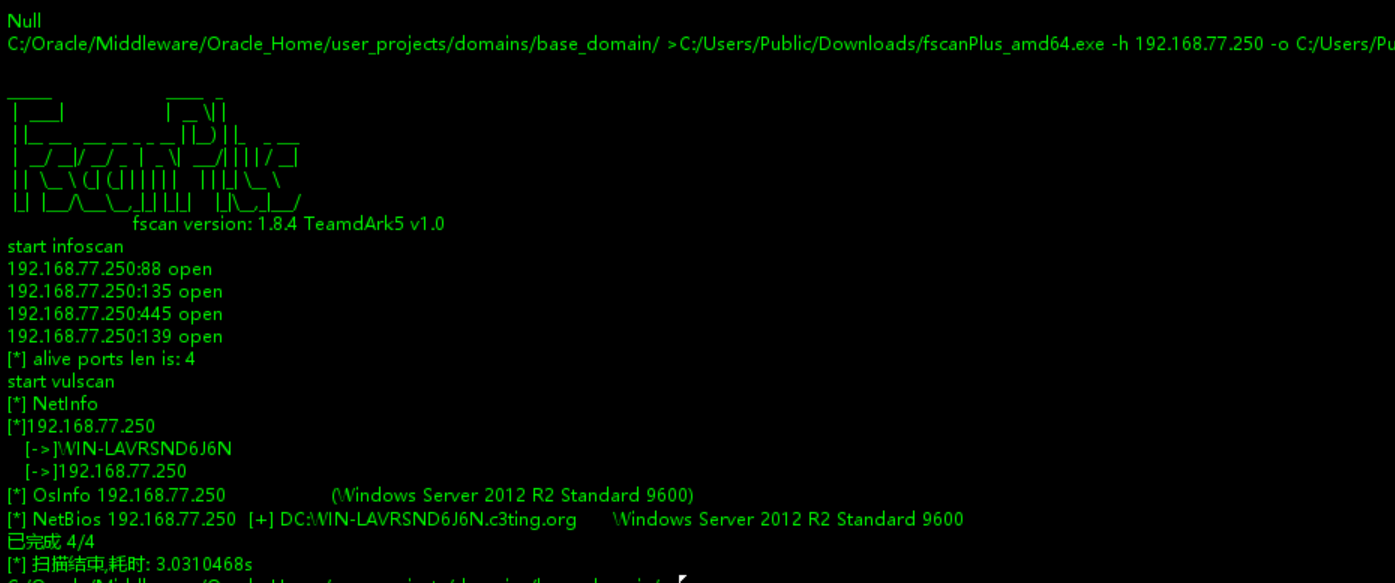 Null
C:/Oracle/Middleware/Oracle_Home/user_projects/domains/base_domain/ >C:/Users/Public/Downloads/fscanPlus_amd64.exe -h 192.168.77.250 -o C:/Users/Pu
FscanPlus
fscan version: 1.8.4 TeamdArk5 v1.0
start infoscan
192.168.77.250:88 open
192.168.77.250:135 open
192.168.77.250:445 open
192.168.77.250:139 open
[*] alive ports len is: 4
start vulscan
[*] NetInfo
[*]192.168.77.250
[->]WIN-LAVRSND6J6N
[->]192.168.77.250
[*] OsInfo 192.168.77.250 (Windows Server 2012 R2 Standard 9600)
[*] NetBios 192.168.77.250 [+] DC:WIN-LAVRSND6J6N.c3ting.org Windows Server 2012 R2 Standard 9600
已完成 4/4
[*] 扫描结束,耗时: 3.0310468s